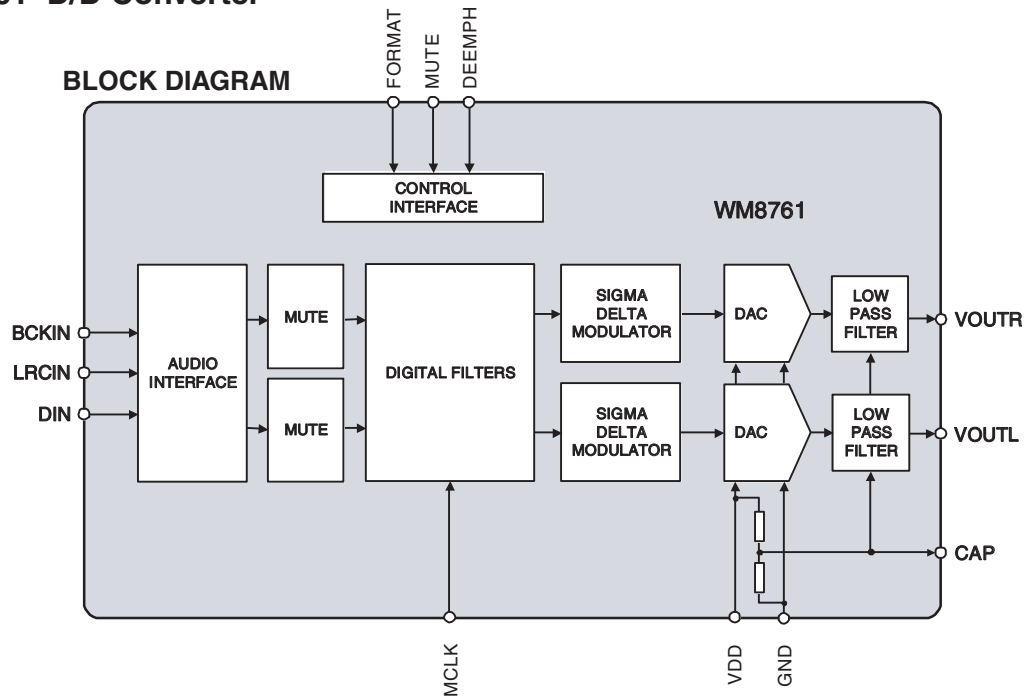 D/D Converter
BLOCK DIAGRAM
FORMAT
MUTE
DEEMPH
CONTROL
INTERFACE
WM8761
BCKIN
LRCIN
DIN
AUDIO
INTERFACE
MUTE
MUTE
DIGITAL FILTERS
SIGMA
DELTA
MODULATOR
SIGMA
DELTA
MODULATOR
DAC
DAC
LOW
PASS
FILTER
LOW
PASS
FILTER
VOUTR
VOUTL
CAP
MCLK
VDD
GND